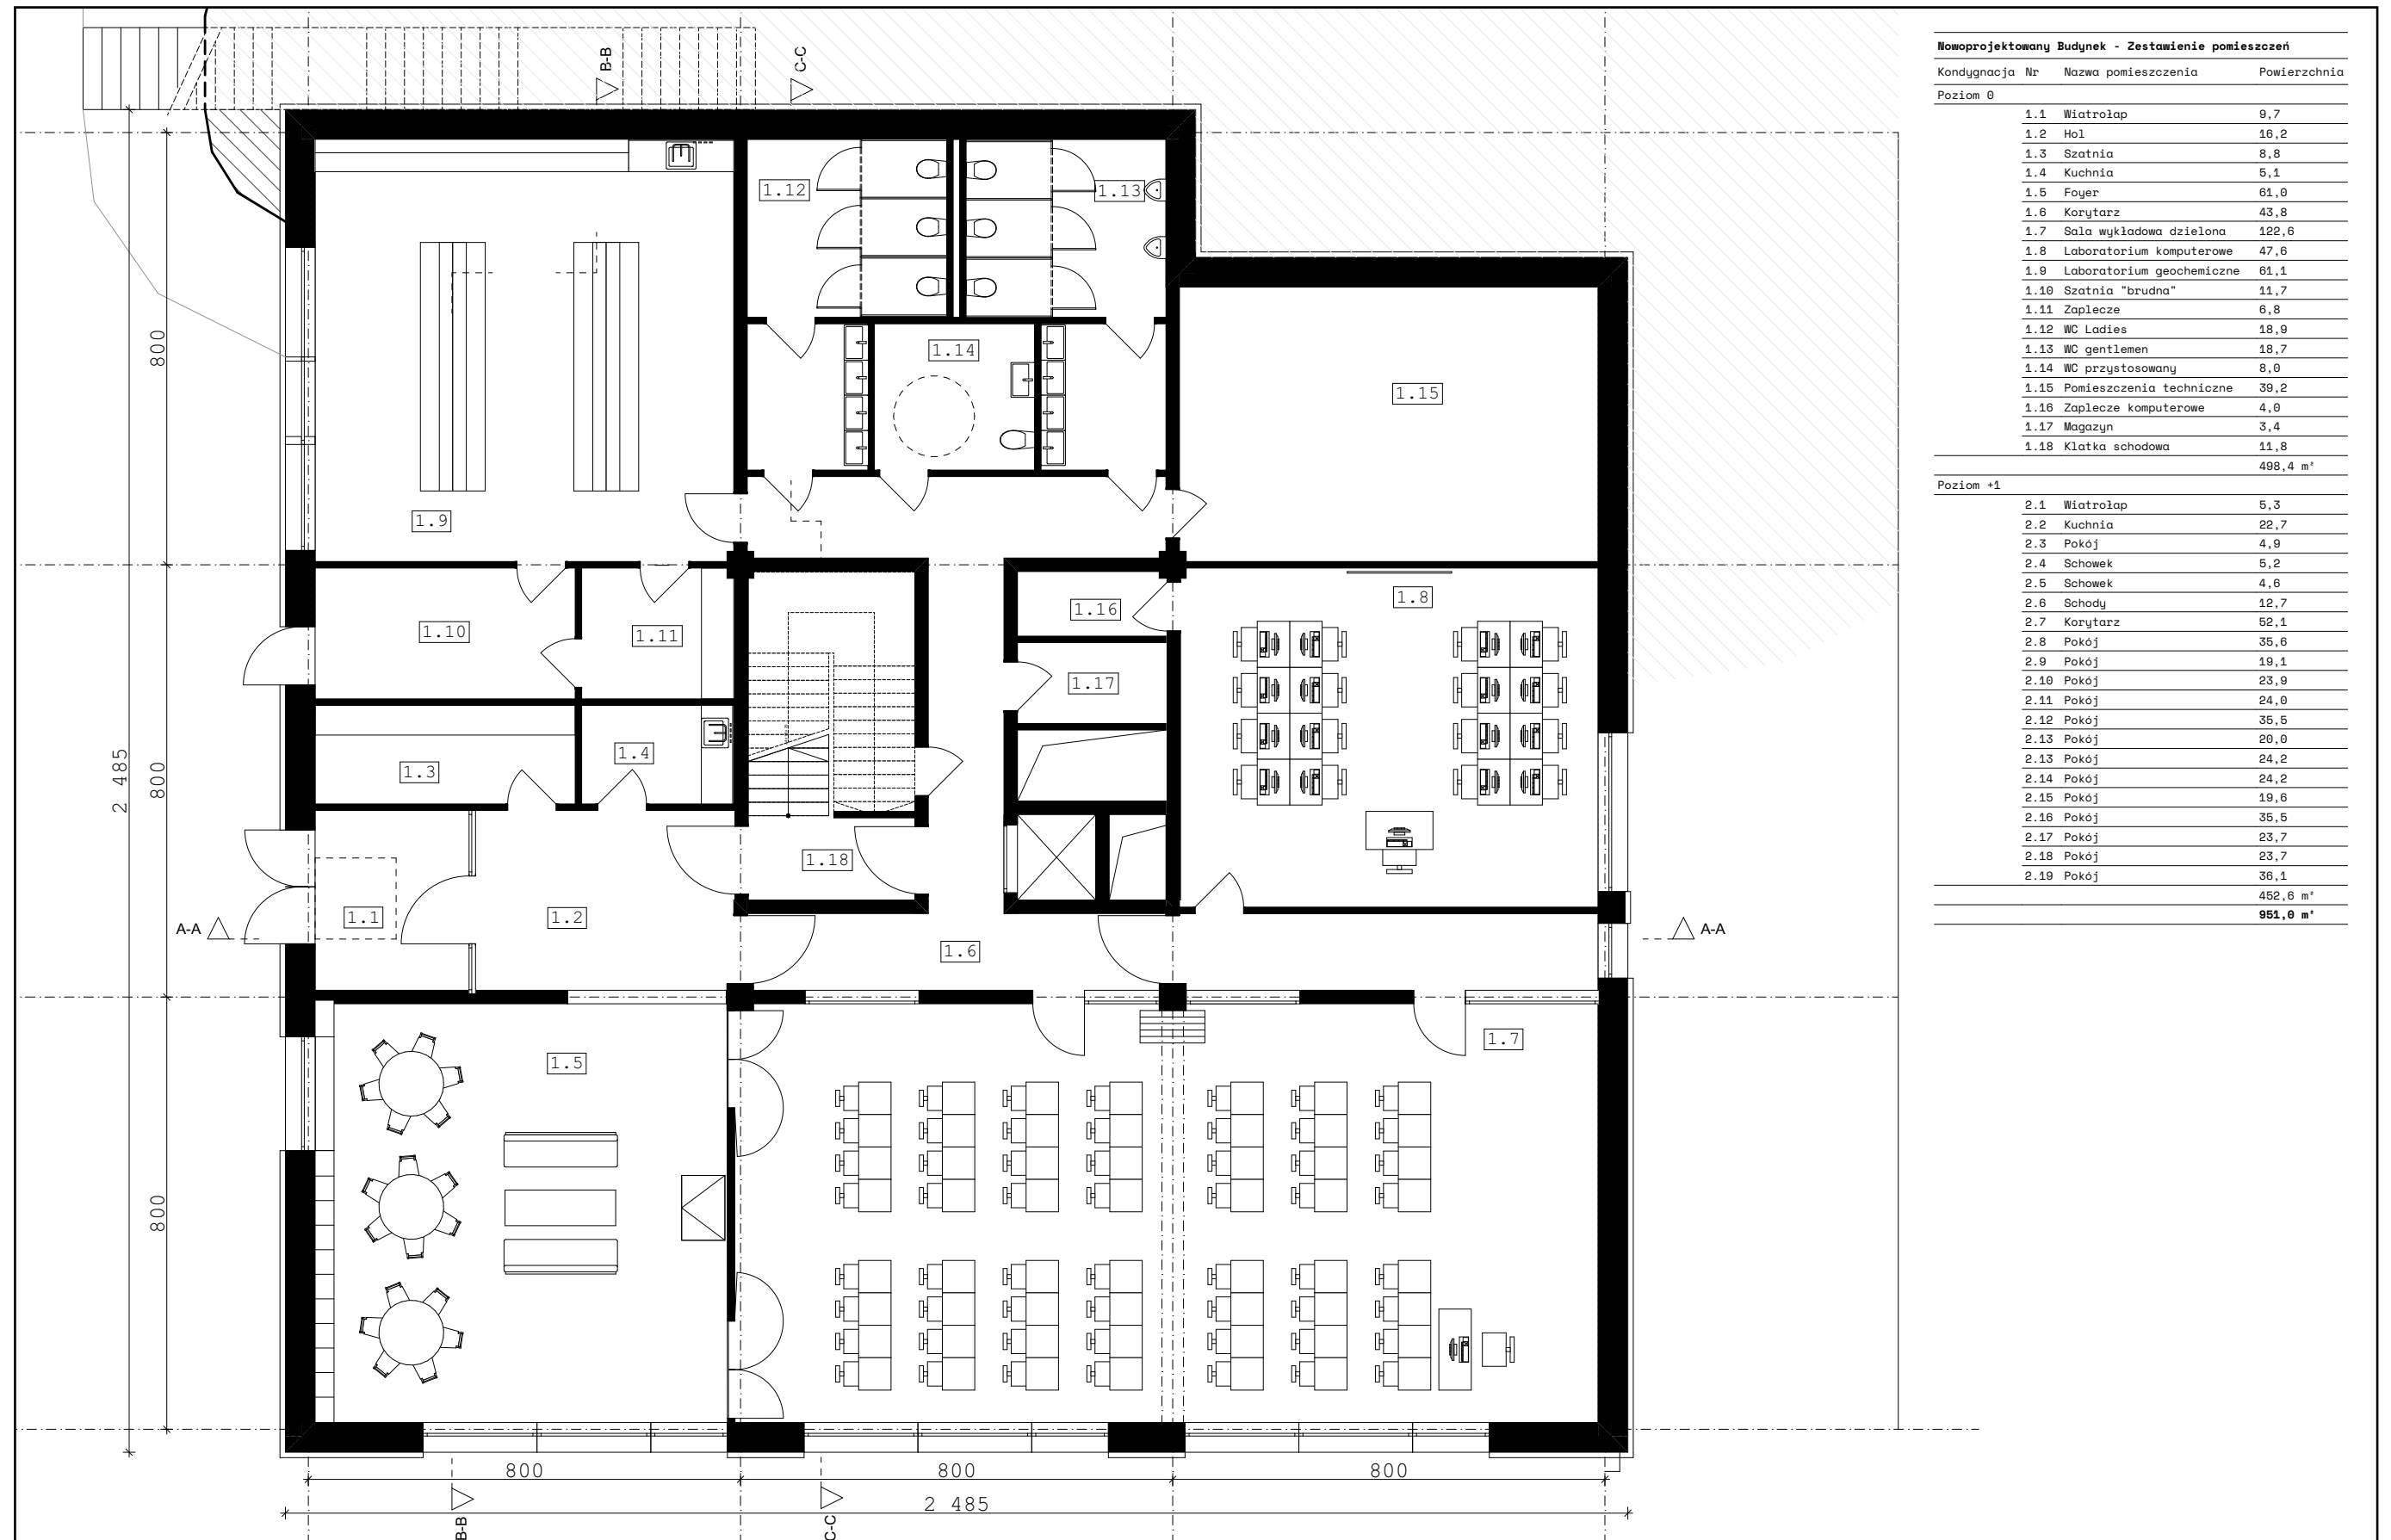 B-B
C-C
1.12
1.13
1.14
1.15
800
1.9
1.10
1.11
1.16
1.8
1.17
2 485
800
1.3
1.4
1.18
A-A
1.1
1.2
1.6
A-A
1.5
1.7
800
800
800
800
2 485
B-B
C-C
Nowoprojektowany Budynek - Zestawienie pomieszczeń
Kondygnacja Nr Nazwa pomieszczenia Powierzchnia
Poziom 0
1.1 Wiatrołap 9,7
1.2 Hol 16,2
1.3 Szatnia 8,8
1.4 Kuchnia 5,1
1.5 Foyer 61,0
1.6 Korytarz 43,8
1.7 Sala wykładowa dzielona 122,6
1.8 Laboratorium komputerowe 47,6
1.9 Laboratorium geochemiczne 61,1
1.10 Szatnia "brudna" 11,7
1.11 Zaplecze 6,8
1.12 WC Ladies 18,9
1.13 WC gentlemen 18,7
1.14 WC przystosowany 8,0
1.15 Pomieszczenia techniczne 39,2
1.16 Zaplecze komputerowe 4,0
1.17 Magazyn 3,4
1.18 Klatka schodowa 11,8
498,4 m²
Poziom +1
2.1 Wiatrołap 5,3
2.2 Kuchnia 22,7
2.3 Pokój 4,9
2.4 Schowek 5,2
2.5 Schowek 4,6
2.6 Schody 12,7
2.7 Korytarz 52,1
2.8 Pokój 35,6
2.9 Pokój 19,1
2.10 Pokój 23,9
2.11 Pokój 24,0
2.12 Pokój 35,5
2.13 Pokój 20,0
2.13 Pokój 24,2
2.14 Pokój 24,2
2.15 Pokój 19,6
2.16 Pokój 35,5
2.17 Pokój 23,7
2.18 Pokój 23,7
2.19 Pokój 36,1
452,6 m²
951,0 m²